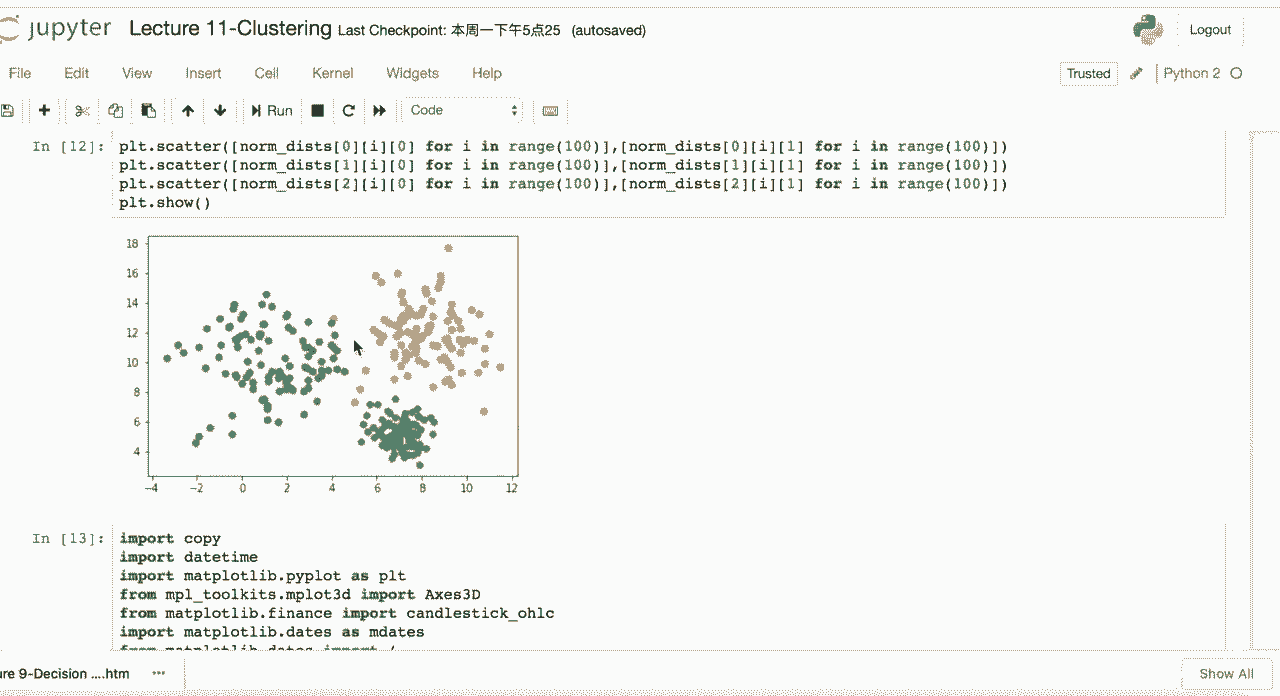 jupyter Lecture 11-Clustering Last Checkpoint: 本周一下午5点25 (autosaved) Logout
File Edit View Insert Cell Kernel Widgets Help Trusted Python 2
Run Code
In [12]: plt.scatter([norm_dists[0][i][0] for i in range(100)],[norm_dists[0][i][1] for i in range(100)])
plt.scatter([norm_dists[1][i][0] for i in range(100)],[norm_dists[1][i][1] for i in range(100)])
plt.scatter([norm_dists[2][i][0] for i in range(100)],[norm_dists[2][i][1] for i in range(100)])
plt.show()
18
16
14
12
10
8
6
4
−4 −2 0 2 4 6 8 10 12
In [13]: import copy
import datetime
import matplotlib.pyplot as plt
from mpl_toolkits.mplot3d import Axes3D
from matplotlib.finance import candlestick_ohlc
import matplotlib.dates as mdates
ure 9-Decision ....htm ••• Show All